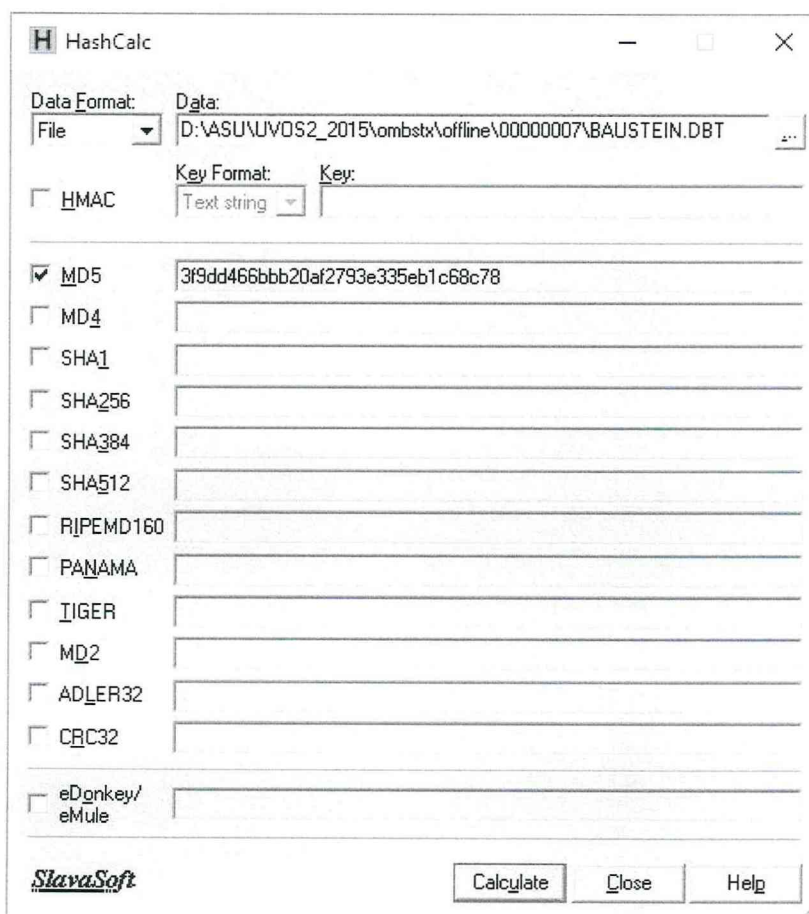 HashCalc
Data Format: Data:
File D:\ASU\UVOS2_2015\ombstx\offline\00000007\BAUSTEIN.DBT ...
Key Format: Key:
HMAC Text string
MD5 3f9dd466bbb20af2793e335eb1c68c78
MD4
SHA1
SHA256
SHA384
SHA512
RIPEMD160
PANAMA
TIGER
MD2
ADLER32
CRC32
eDonkey/
eMule
SlavaSoft Calculate Close Help